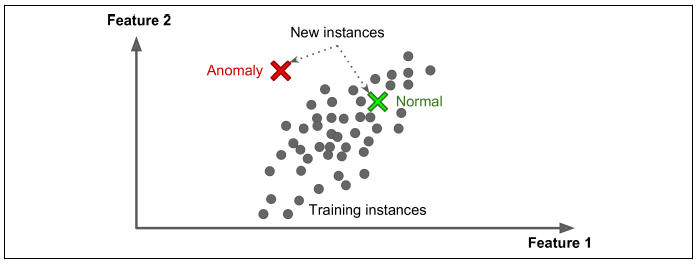 Feature 2
New instances
Anomaly
Normal
Training instances
Feature 1